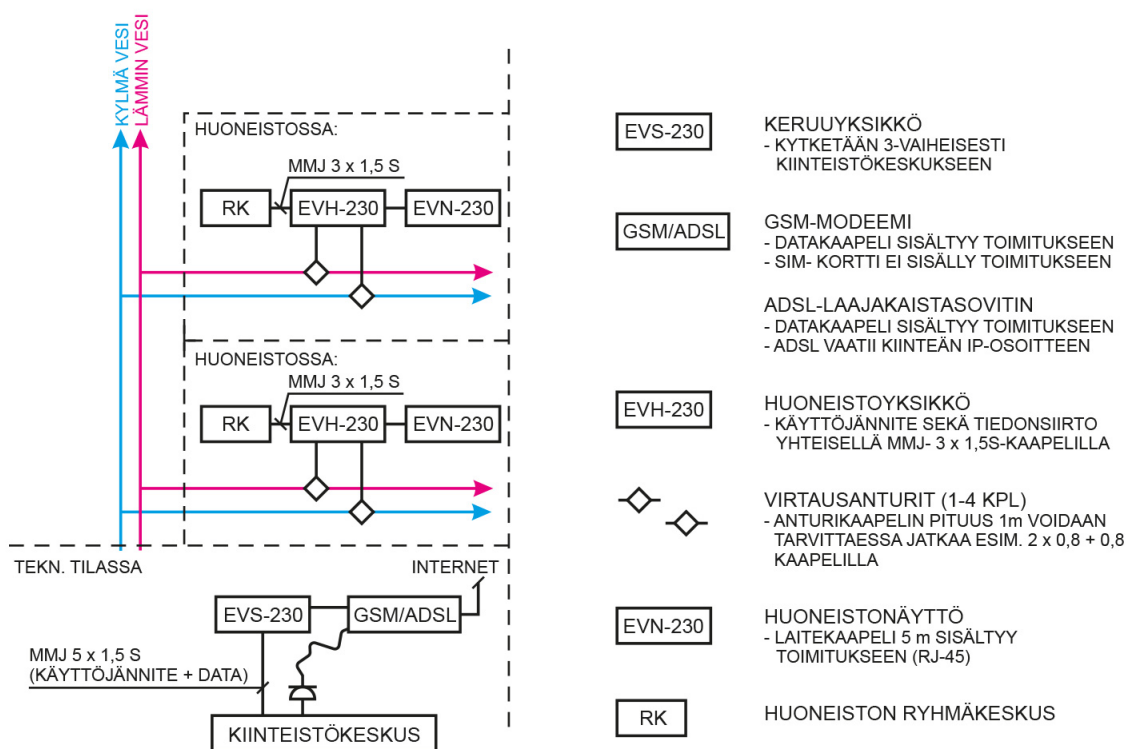 KYLMÄ VESI
LÄMMIN VESI
HUONEISTOSSA:
MMJ 3 x 1,5 S
RK
EVH-230
EVN-230
HUONEISTOSSA:
MMJ 3 x 1,5 S
RK
EVH-230
EVN-230
TEKN. TILASSA
INTERNET
EVS-230
GSM/ADSL
MMJ 5 x 1,5 S
(KÄYTTÖJÄNNITE + DATA)
KIINTEISTÖKESKUS
EVS-230
KERUUYKSIKKÖ
- KYTKETÄÄN 3-VAIHEISESTI
KIINTEISTÖKESKUKSEEN
GSM/ADSL
GSM-MODEEMI
- DATAKAAPELI SISÄLTYY TOIMITUKSEEN
- SIM- KORTTI EI SISÄLLY TOIMITUKSEEN
ADSL-LAAJAKAISTASOVITIN
- DATAKAAPELI SISÄLTYY TOIMITUKSEEN
- ADSL VAATII KIINTEÄN IP-OSOITTEEN
EVH-230
HUONEISTOYKSIKKÖ
- KÄYTTÖJÄNNITE SEKÄ TIEDONSIIRTO
YHTEISELLÄ MMJ- 3 x 1,5S-KAAPELILLA
VIRTAUSANTURIT (1-4 KPL)
- ANTURIKAAPELIN PITUUS 1m VOIDAAN
TARVITTAESSA JATKAA ESIM. 2 x 0,8 + 0,8
KAAPELILLA
EVN-230
HUONEISTONÄYTTÖ
- LAITEKAAPELI 5 m SISÄLTYY
TOIMITUKSEEN (RJ-45)
RK
HUONEISTON RYHMÄKESKUS